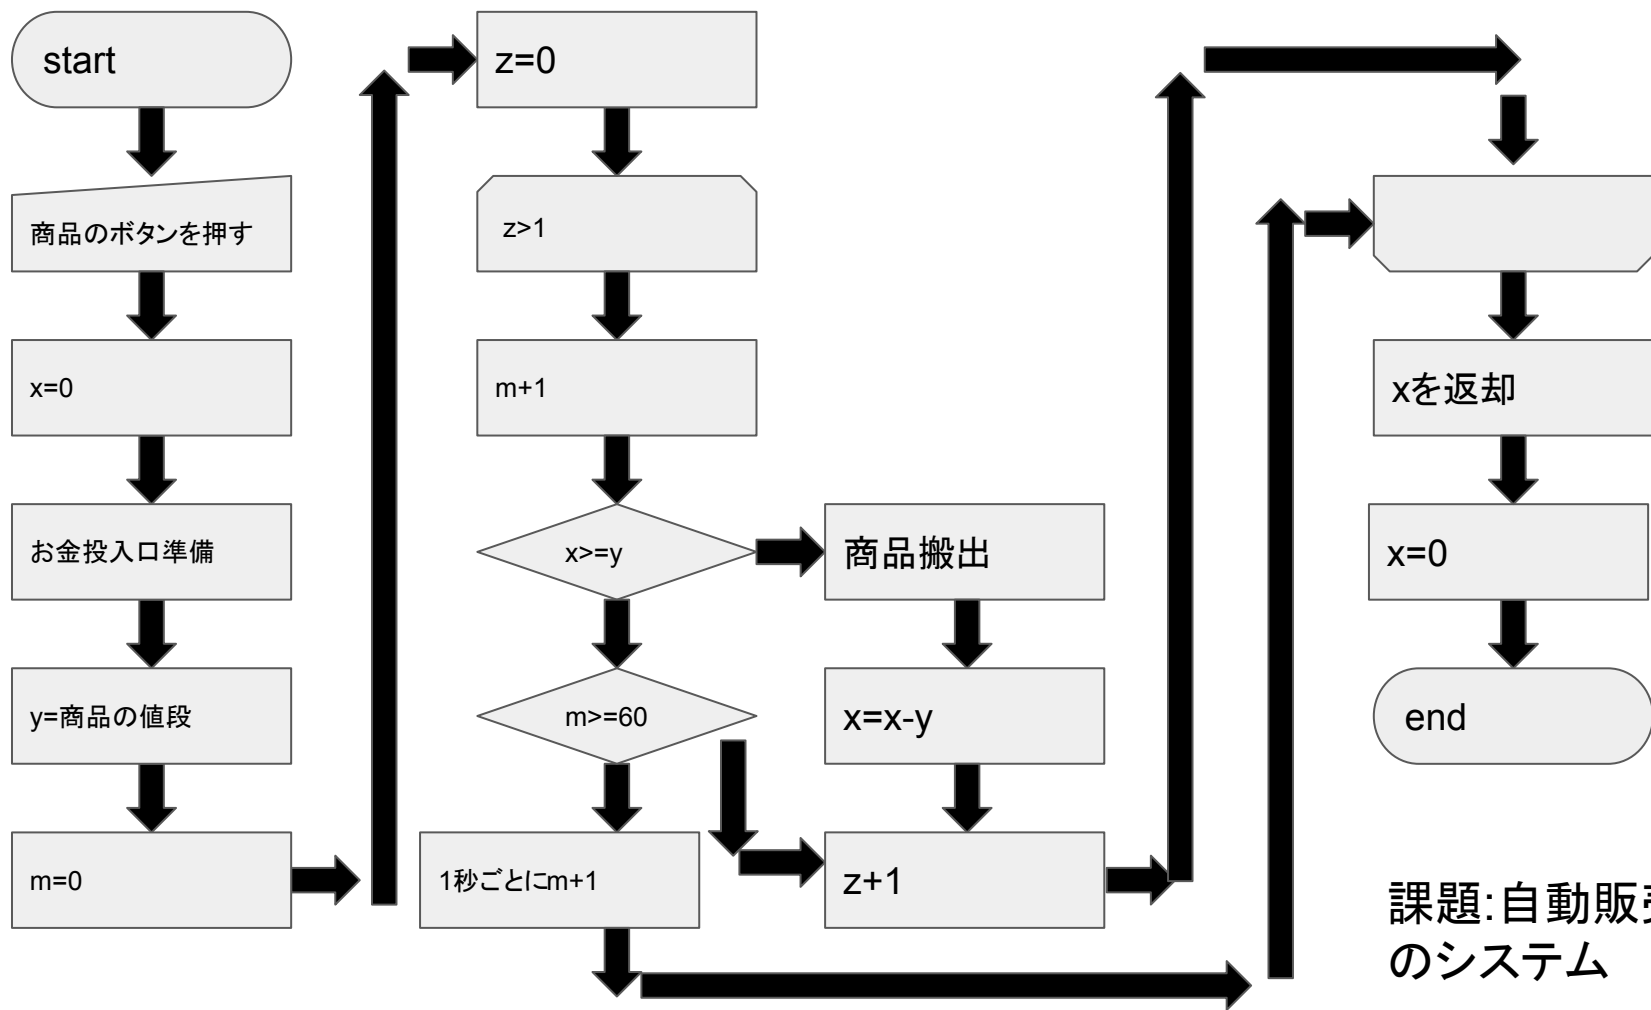 start
商品のボタンを押す
x=0
お金投入口準備
y=商品の値段
m=0
z=0
z>1
m+1
x>=y
m>=60
1秒ごとにm+1
商品搬出
x=x-y
z+1
xを返却
x=0
end
課題:自動販
のシステム